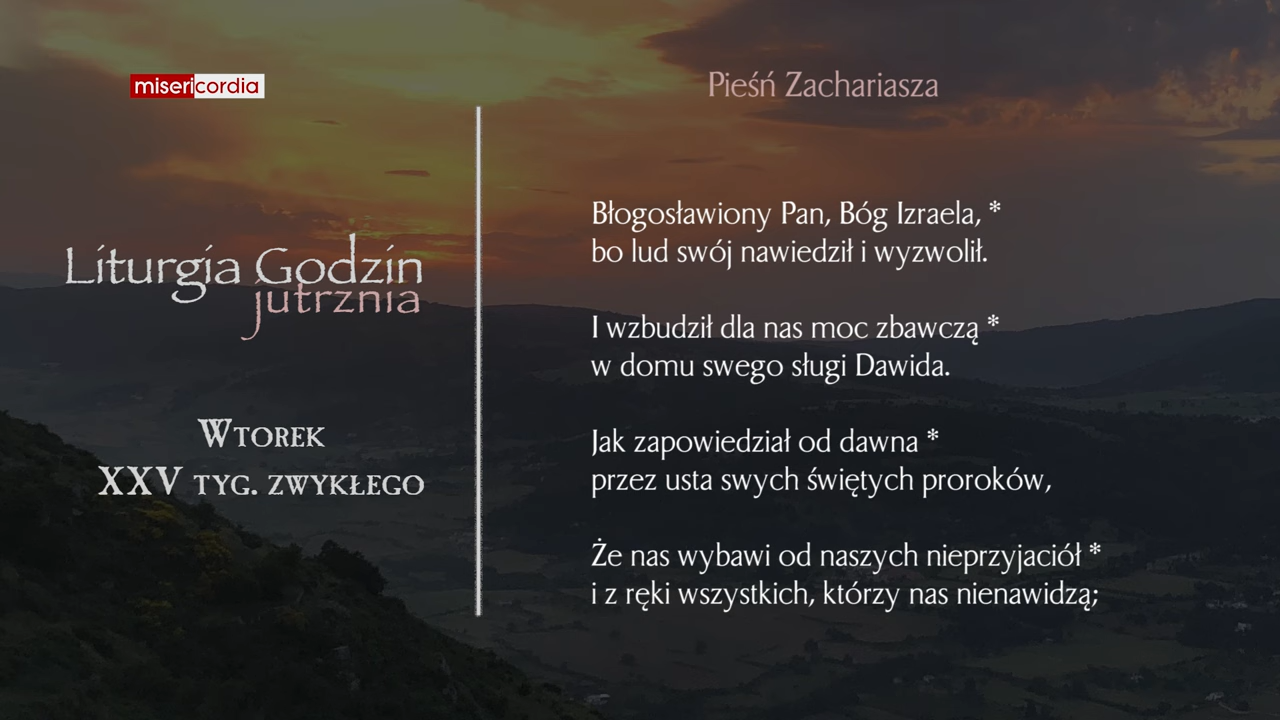 misericordia
Liturgia Godzin
jutrznia
Wtorek
XXV tyg. zwykłego
Pieśń Zachariasza
Błogosławiony Pan, Bóg Izraela, *
bo lud swój nawiedził i wyzwolił.
I wzbudził dla nas moc zbawczą *
w domu swego sługi Dawida.
Jak zapowiedział od dawna *
przez usta swych świętych proroków,
Że nas wybawi od naszych nieprzyjaciół *
i z ręki wszystkich, którzy nas nienawidzą;